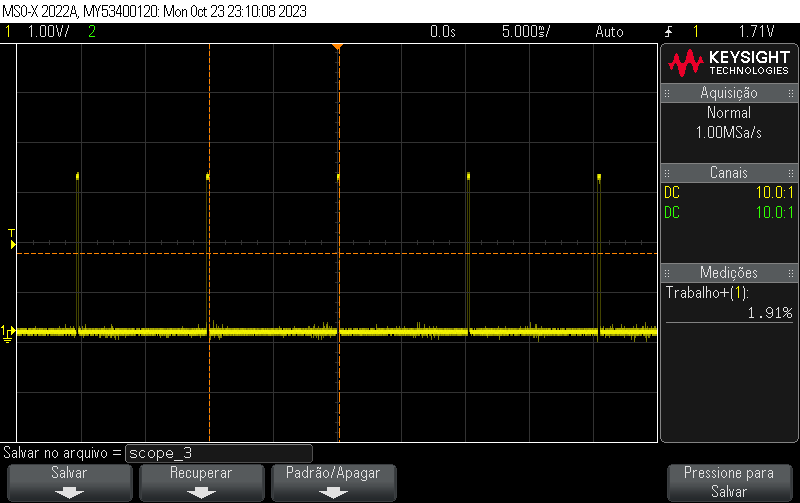 MSO-X 2022A, MY53400120: Mon Oct 23 23:10:08 2023
1 1.00V/ 2 0.0s 5.000s/ Auto 1 1.71V
KEYSIGHT
TECHNOLOGIES
Aquisição
Normal
1.00MSa/s
Canais
DC 10.0:1
DC 10.0:1
Medições
Trabalho+(1):
1.91%
T
1
Salvar no arquivo = scope_3
Salvar
Recuperar
Padrão/Apagar
Pressione para
Salvar